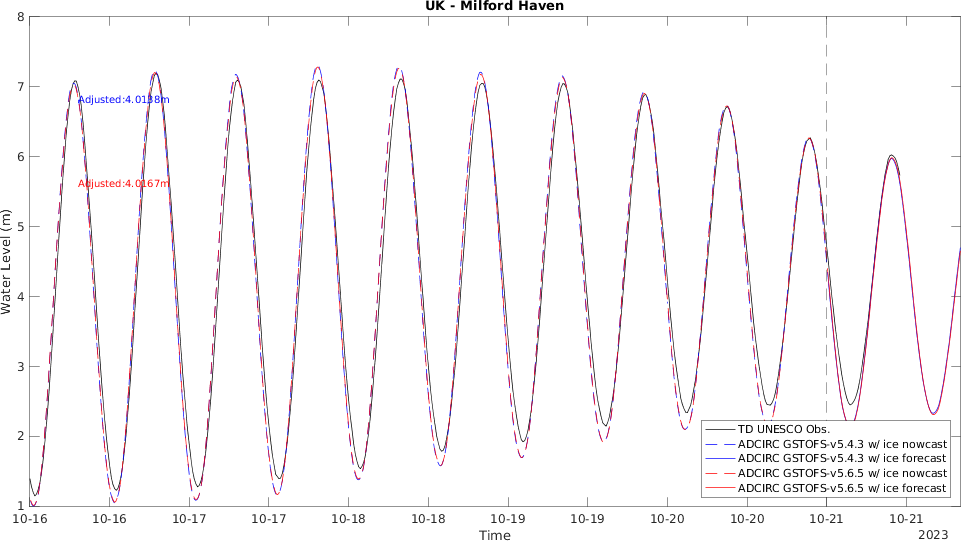 UK - Milford Haven
8
7
6
5
4
3
2
1
Water Level (m)
Adjusted:4.0138m
Adjusted:4.0167m
TD UNESCO Obs.
ADCIRC GSTOFS-v5.4.3 w/ ice nowcast
ADCIRC GSTOFS-v5.4.3 w/ ice forecast
ADCIRC GSTOFS-v5.6.5 w/ ice nowcast
ADCIRC GSTOFS-v5.6.5 w/ ice forecast
10-16 10-16 10-17 10-17 10-18 10-18 10-19 10-19 10-20 10-20 10-21 10-21
Time
2023